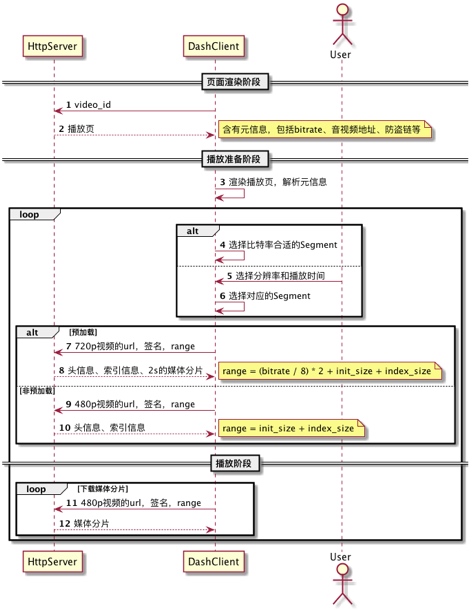 HttpServer
DashClient
User
页面渲染阶段
1 video_id
2 播放页
含有元信息，包括bitrate、音视频地址、防盗链等
播放准备阶段
3 渲染播放页，解析元信息
loop
alt
4 选择比特率合适的Segment
5 选择分辨率和播放时间
6 选择对应的Segment
alt [预加载]
7 720p视频的url，签名，range
8 头信息、索引信息、2s的媒体分片
range = (bitrate / 8) * 2 + init_size + index_size
[非预加载]
9 480p视频的url，签名，range
10 头信息、索引信息
range = init_size + index_size
播放阶段
loop [下载媒体分片]
11 480p视频的url，签名，range
12 媒体分片
HttpServer
DashClient
User